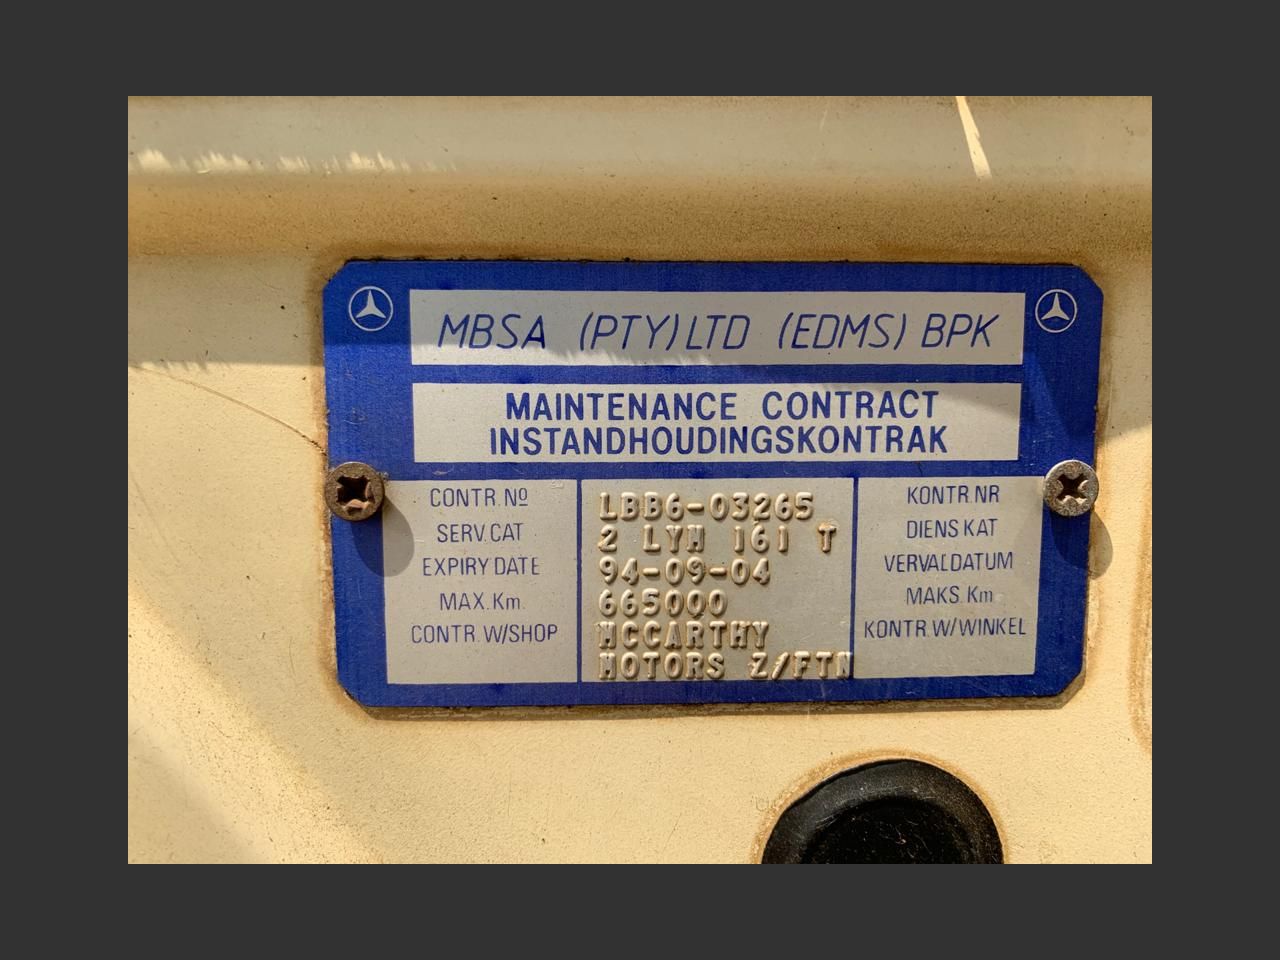 MBSA (PTY) LTD (EDMS) BPK
MAINTENANCE CONTRACT
INSTANDHOUDINGSKONTRAK
CONTR. Nº LBB6-03265 KONTR. NR
SERV. CAT 2 LYM 161 T DIENS KAT
EXPIRY DATE 94-09-04 VERVALDATUM
MAX. Km. 665000 MAKS. Km.
CONTR. W/SHOP MCCARTHY KONTR. W/WINKEL
MOTORS Z/FTN